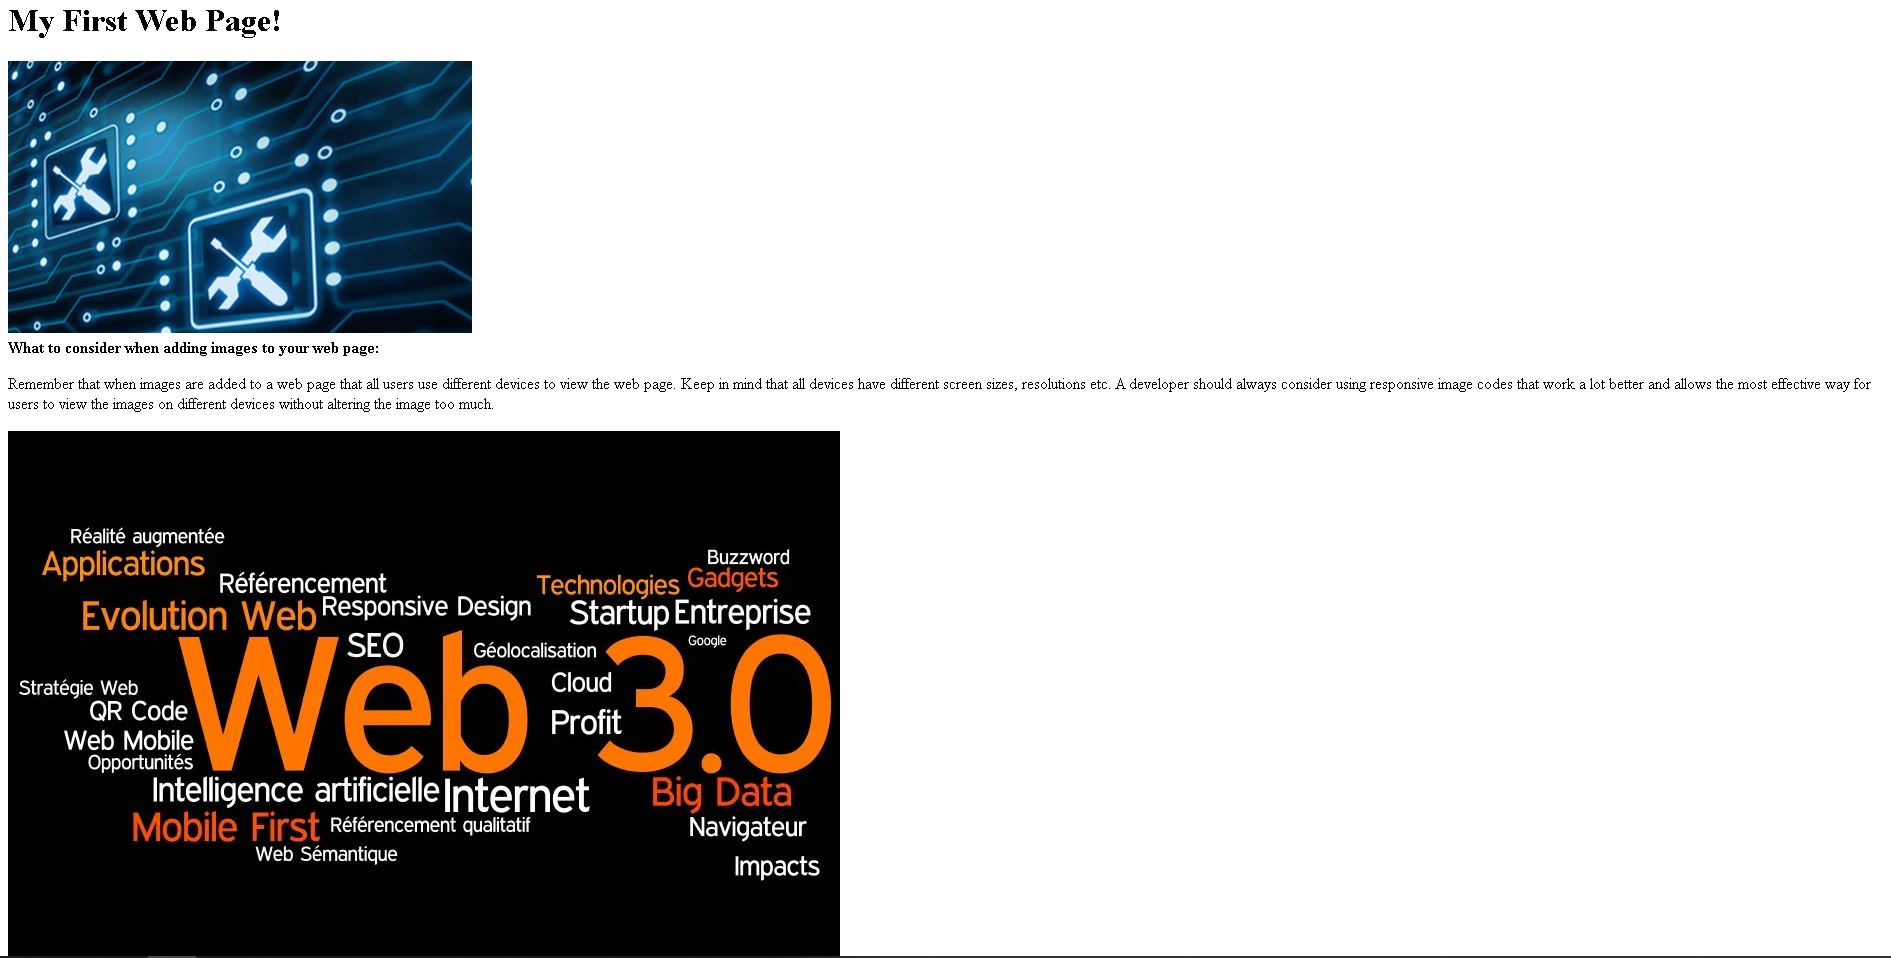 My First Web Page!
What to consider when adding images to your web page:
Remember that when images are added to a web page that all users use different devices to view the web page. Keep in mind that all devices have different screen sizes, resolutions etc. A developer should always consider using responsive image codes that work a lot better and allows the most effective way for
users to view the images on different devices without altering the image too much.
Réalité augmentée
Applications
Référencement
Evolution Web
Responsive Design
SEO
Technologies
Buzzword
Gadgets
Startup
Entreprise
Google
Géolocalisation
Web 3.0
Cloud
Profit
Stratégie Web
QR Code
Web Mobile
Opportunités
Intelligence artificielle
Internet
Big Data
Mobile First
Référencement qualitatif
Navigateur
Web Sémantique
Impacts